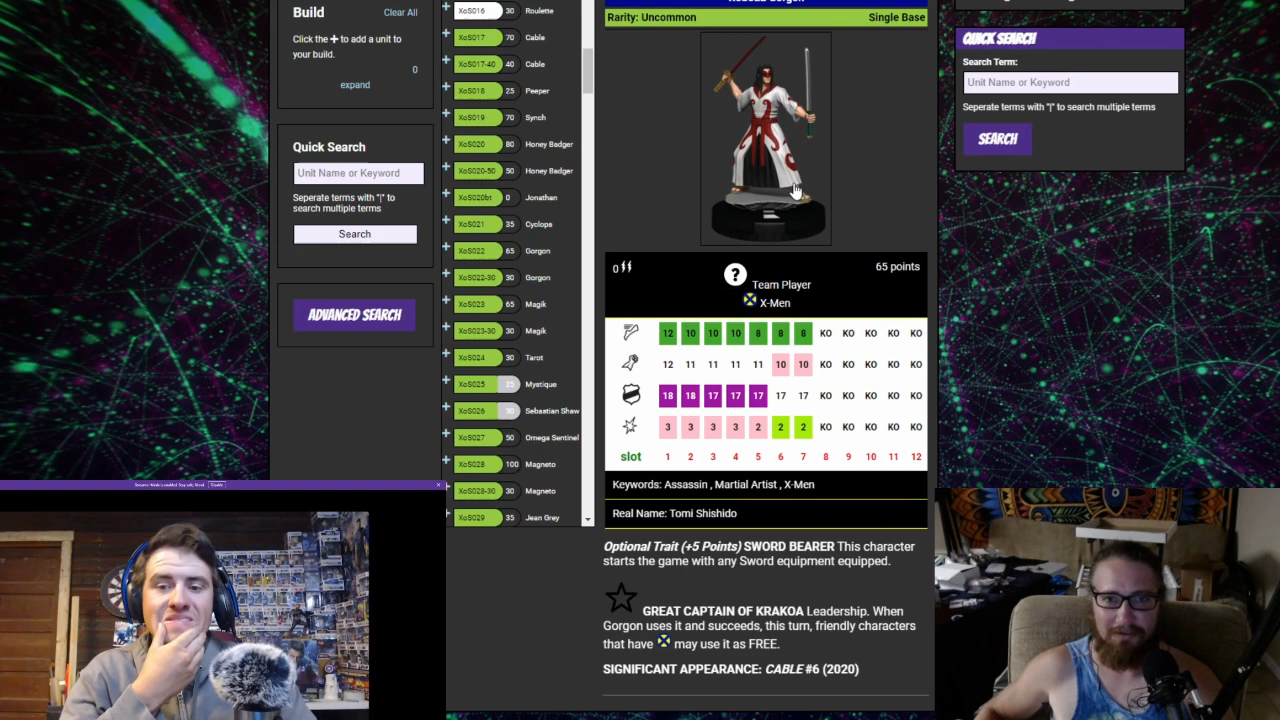 Build
Clear All
Click the ✚ to add a unit to
your build.
0
expand
Quick Search
Unit Name or Keyword
Seperate terms with "|" to
search multiple terms
Search
ADVANCED SEARCH
XoS016 30 Roulette
XoS017 70 Cable
XoS017-40 40 Cable
XoS018 25 Peeper
XoS019 70 Synch
XoS020 80 Honey Badger
XoS020-50 50 Honey Badger
XoS020bt 0 Jonathan
XoS021 35 Cyclops
XoS022 65 Gorgon
XoS022-30 30 Gorgon
XoS023 65 Magik
XoS023-30 30 Magik
XoS024 30 Tarot
XoS025 25 Mystique
XoS026 30 Sebastian Shaw
XoS027 50 Omega Sentinel
XoS028 100 Magneto
XoS028-30 30 Magneto
XoS029 35 Jean Grey
Rarity: Uncommon
Single Base
0
?
65 points
Team Player
X-Men
12 10 10 10 8 8 8 KO KO KO KO KO
12 11 11 11 11 10 10 KO KO KO KO KO
18 18 17 17 17 17 17 KO KO KO KO KO
3 3 3 3 2 2 2 KO KO KO KO KO
slot 1 2 3 4 5 6 7 8 9 10 11 12
Keywords: Assassin , Martial Artist , X-Men
Real Name: Tomi Shishido
Optional Trait (+5 Points) SWORD BEARER This character
starts the game with any Sword equipment equipped.
GREAT CAPTAIN OF KRAKOA Leadership. When
Gorgon uses it and succeeds, this turn, friendly characters
that have may use it as FREE.
SIGNIFICANT APPEARANCE: CABLE #6 (2020)
QUICK SEARCH
Search Term:
Unit Name or Keyword
Seperate terms with "|" to search multiple terms
SEARCH